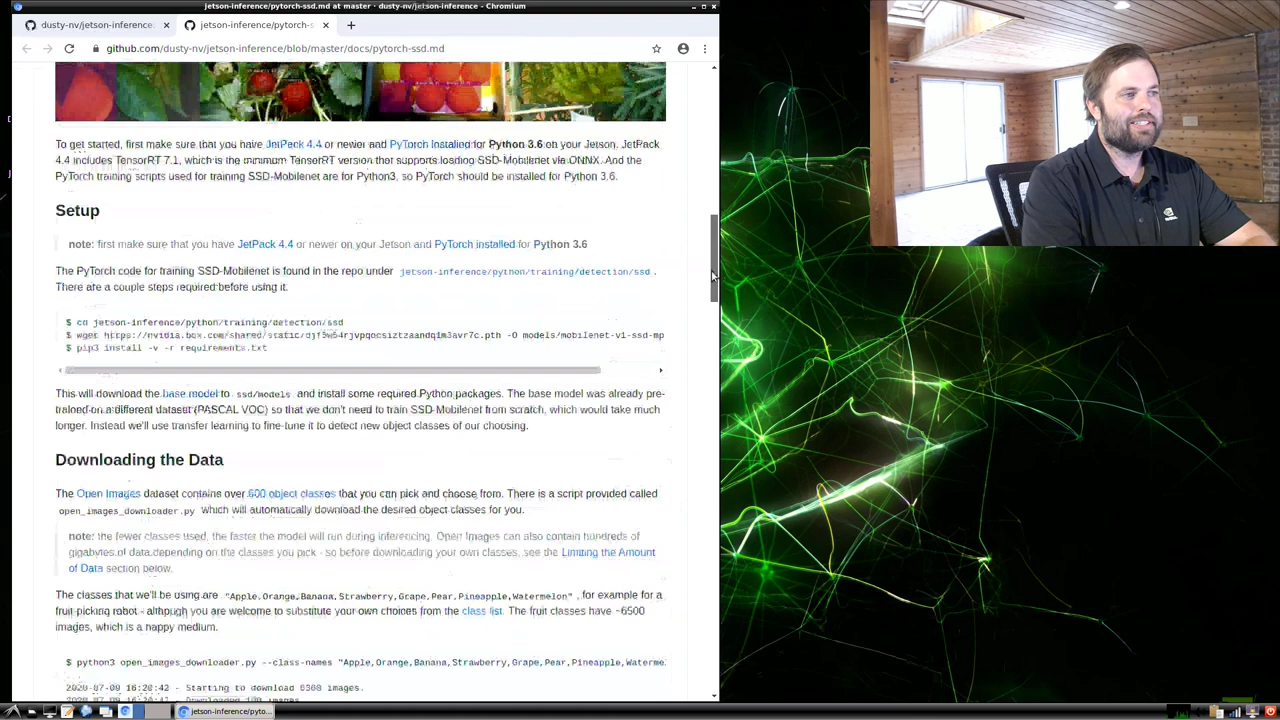 jetson-inference/pytorch-ssd.md at master · dusty-nv/jetson-inference - Chromium
dusty-nv/jetson-inference
jetson-inference/pytorch-ss
github.com/dusty-nv/jetson-inference/blob/master/docs/pytorch-ssd.md
To get started, first make sure that you have JetPack 4.4 or newer and PyTorch installed for Python 3.6 on your Jetson. JetPack
4.4 includes TensorRT 7.1, which is the minimum TensorRT version that supports loading SSD-Mobilenet via ONNX. And the
PyTorch training scripts used for training SSD-Mobilenet are for Python3, so PyTorch should be installed for Python 3.6.
Setup
note: first make sure that you have JetPack 4.4 or newer on your Jetson and PyTorch installed for Python 3.6
The PyTorch code for training SSD-Mobilenet is found in the repo under jetson-inference/python/training/detection/ssd .
There are a couple steps required before using it.
$ cd jetson-inference/python/training/detection/ssd
$ wget -O models/mobilenet-v1-ssd-mp
$ pip3 install -v -r requirements.txt
This will download the base model to ssd/models and install some required Python packages. The base model was already pre-
trained on a different dataset (PASCAL VOC) so that we don't need to train SSD-Mobilenet from scratch, which would take much
longer. Instead we'll use transfer learning to fine-tune it to detect new object classes of our choosing.
Downloading the Data
The Open Images dataset contains over 600 object classes that you can pick and choose from. There is a script provided called
open_images_downloader.py which will automatically download the desired object classes for you.
note: the fewer classes used, the faster the model will run during inferencing. Open Images can also contain hundreds of
gigabytes of data depending on the classes you pick - so before downloading your own classes, see the Limiting the Amount
of Data section below.
The classes that we'll be using are "Apple,Orange,Banana,Strawberry,Grape,Pear,Pineapple,Watermelon" , for example for a
fruit-picking robot - although you are welcome to substitute your own choices from the class list. The fruit classes have ~6500
images, which is a happy medium.
$ python3 open_images_downloader.py --class-names "Apple,Orange,Banana,Strawberry,Grape,Pear,Pineapple,Waterme
2020-07-09 16:20:42 - Starting to download 6360 images.
jetson-inference/pyto...